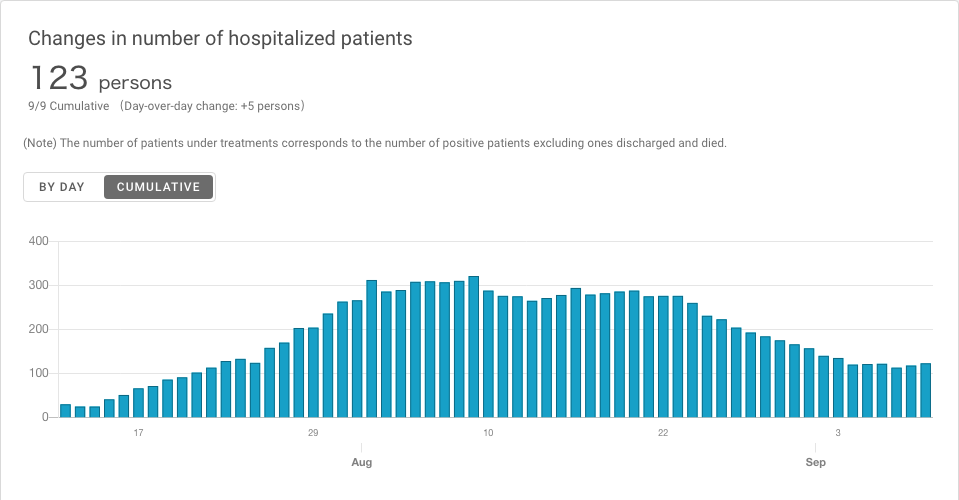 Changes in number of hospitalized patients
123 persons
9/9 Cumulative (Day-over-day change: +5 persons)
(Note) The number of patients under treatments corresponds to the number of positive patients excluding ones discharged and died.
BY DAY CUMULATIVE
400
300
200
100
0
17 29 10 22 3
Aug Sep